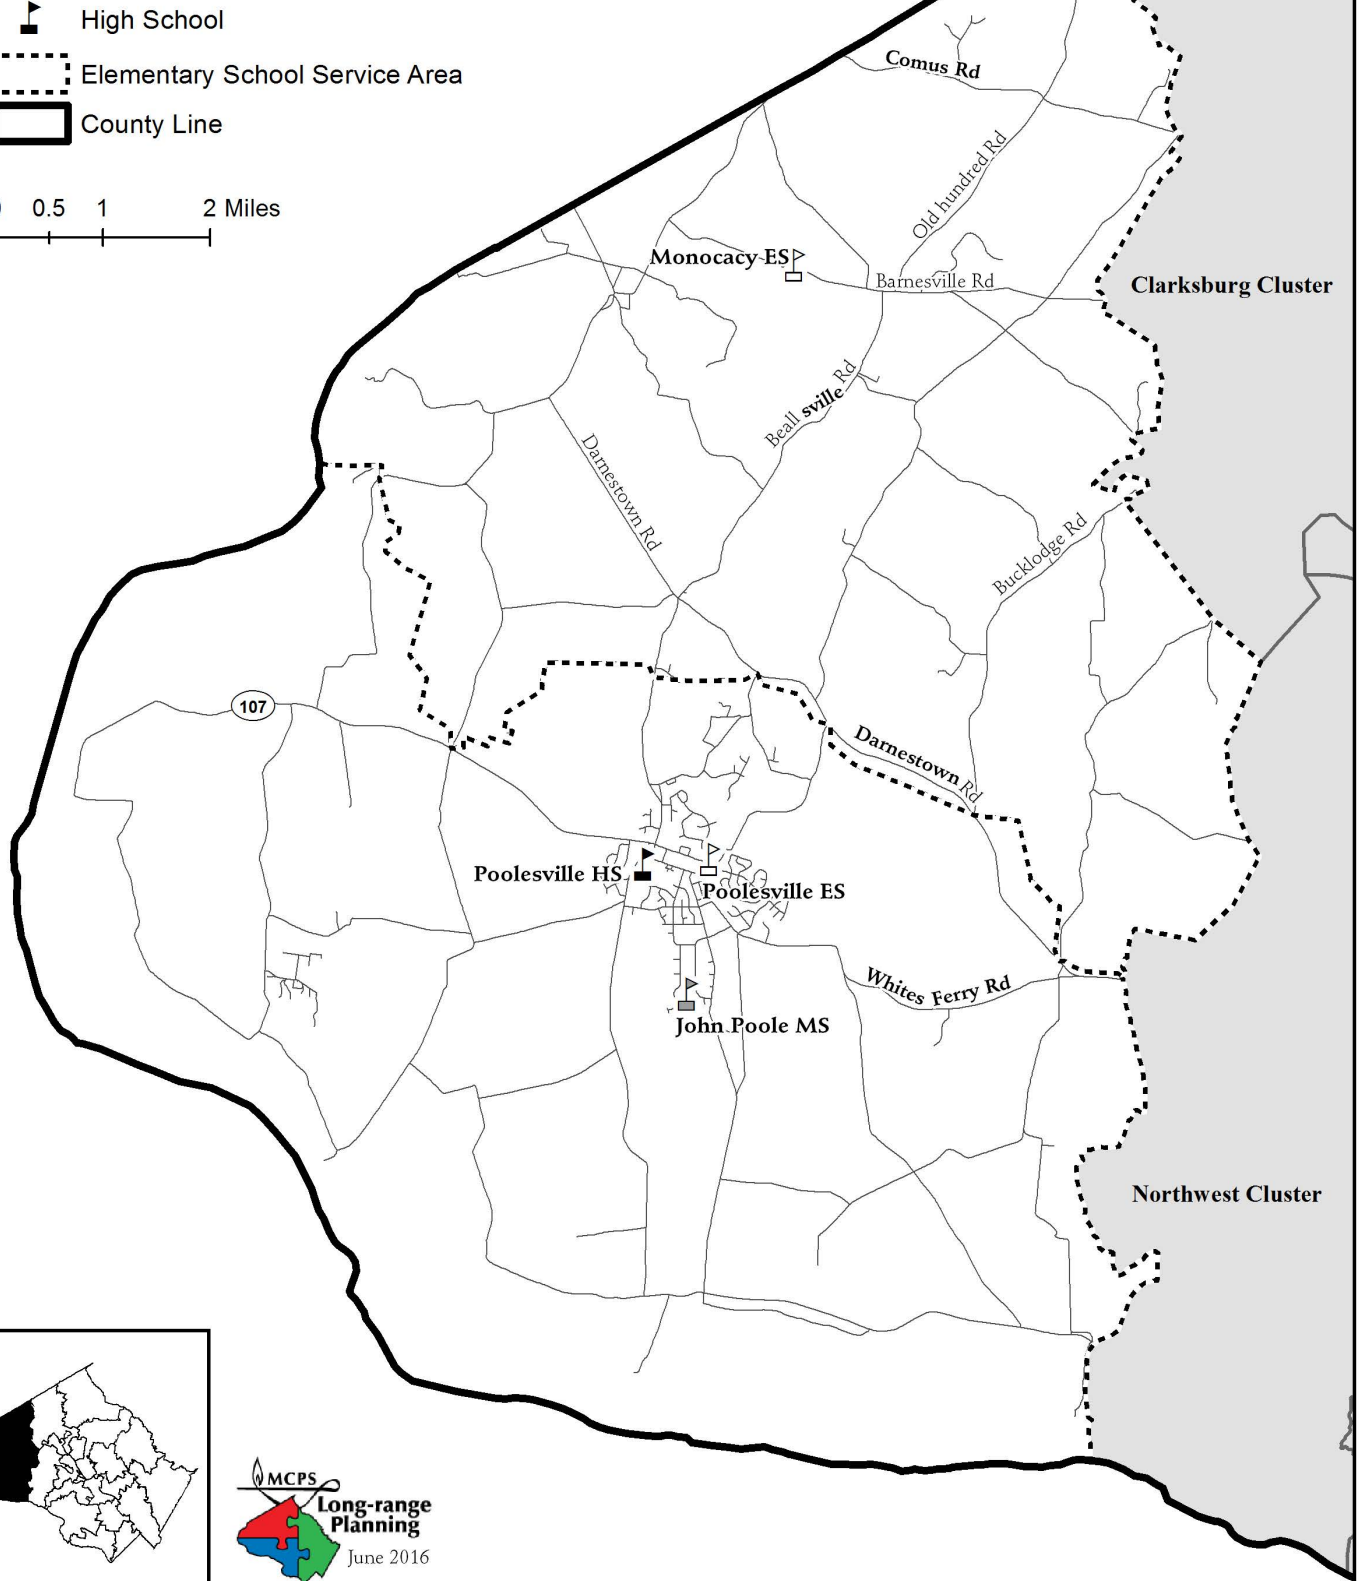 High School
Elementary School Service Area
County Line
0.5 1 2 Miles
Comus Rd
Old hundred Rd
Monocacy ES
Barnesville Rd
Clarksburg Cluster
Beallsville Rd
Darnestown Rd
Bucklodge Rd
107
Darnestown Rd
Poolesville HS
Poolesville ES
Whites Ferry Rd
John Poole MS
Northwest Cluster
MCPS
Long-range
Planning
June 2016